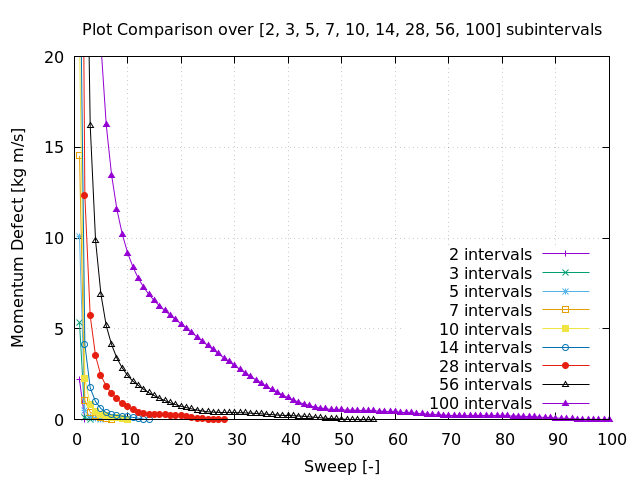 Plot Comparison over [2, 3, 5, 7, 10, 14, 28, 56, 100] subintervals
20
15
10
5
0
Momentum Defect [kg m/s]
2 intervals
3 intervals
5 intervals
7 intervals
10 intervals
14 intervals
28 intervals
56 intervals
100 intervals
0 10 20 30 40 50 60 70 80 90 100
Sweep [-]